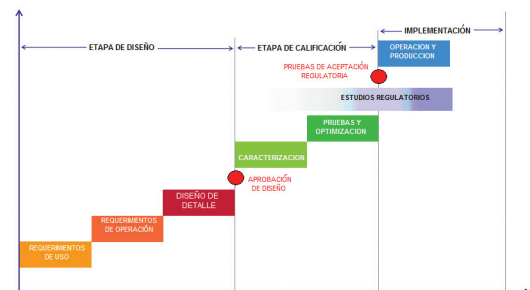 IMPLEMENTACIÓN
ETAPA DE DISEÑO
ETAPA DE CALIFICACIÓN
OPERACION Y
PRODUCCION
PRUEBAS DE ACEPTACIÓN
REGULATORIA
ESTUDIOS REGULATORIOS
PRUEBAS Y
OPTIMIZACION
CARACTERIZACION
APROBACIÓN
DE DISEÑO
DISEÑO DE
DETALLE
REQUERIMIENTOS
DE OPERACIÓN
REQUERIMIENTOS
DE USO